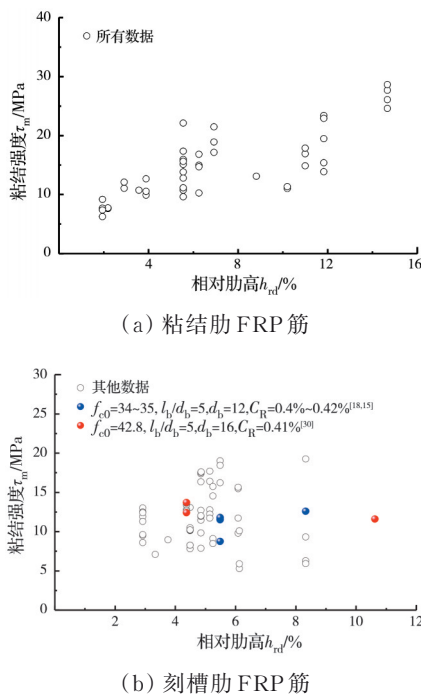 40
○ 所有数据
30
20
10
0
粘结强度τm/MPa
4
8
12
16
相对肋高hrd/%
(a) 粘结肋 FRP 筋
30
○ 其他数据
● fc0=34~35, lb/db=5,db=12,CR=0.4%~0.42%[18,15]
● fc0=42.8, lb/db=5,db=16,CR=0.41%[30]
25
20
15
10
5
0
粘结强度τm/MPa
2
4
6
8
10
12
相对肋高hrd/%
(b) 刻槽肋 FRP 筋